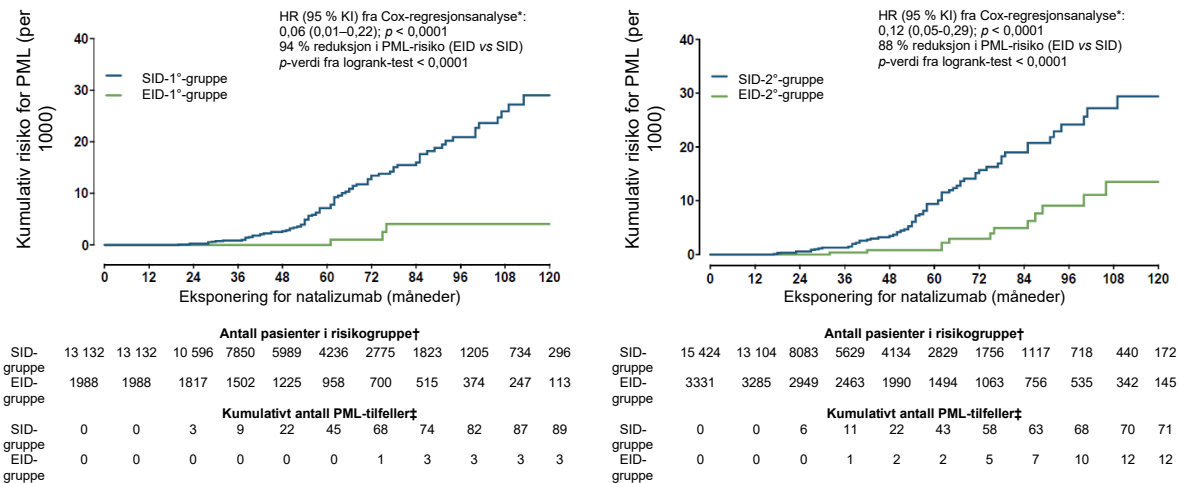 HR (95 % KI) fra Cox-regresjonsanalyse*:
0,06 (0,01–0,22); p < 0,0001
94 % reduksjon i PML-risiko (EID vs SID)
p-verdi fra logrank-test < 0,0001
Kumulativ risiko for PML (per
1000)
40
30
20
10
0
SID-1°-gruppe
EID-1°-gruppe
0 12 24 36 48 60 72 84 96 108 120
Eksponering for natalizumab (måneder)
Antall pasienter i risikogruppe†
SID-
gruppe
13 132 13 132 10 596 7850 5989 4236 2775 1823 1205 734 296
EID-
gruppe
1988 1988 1817 1502 1225 958 700 515 374 247 113
Kumulativt antall PML-tilfeller‡
SID-
gruppe
0 0 3 9 22 45 68 74 82 87 89
EID-
gruppe
0 0 0 0 0 0 1 3 3 3 3
HR (95 % KI) fra Cox-regresjonsanalyse*:
0,12 (0,05-0,29); p < 0,0001
88 % reduksjon i PML-risiko (EID vs SID)
p-verdi fra logrank-test < 0,0001
Kumulativ risiko for PML (per
1000)
40
30
20
10
0
SID-2°-gruppe
EID-2°-gruppe
0 12 24 36 48 60 72 84 96 108 120
Eksponering for natalizumab (måneder)
Antall pasienter i risikogruppe†
SID-
gruppe
15 424 13 104 8083 5629 4134 2829 1756 1117 718 440 172
EID-
gruppe
3331 3285 2949 2463 1990 1494 1063 756 535 342 145
Kumulativt antall PML-tilfeller‡
SID-
gruppe
0 0 6 11 22 43 58 63 68 70 71
EID-
gruppe
0 0 0 1 2 2 5 7 10 12 12